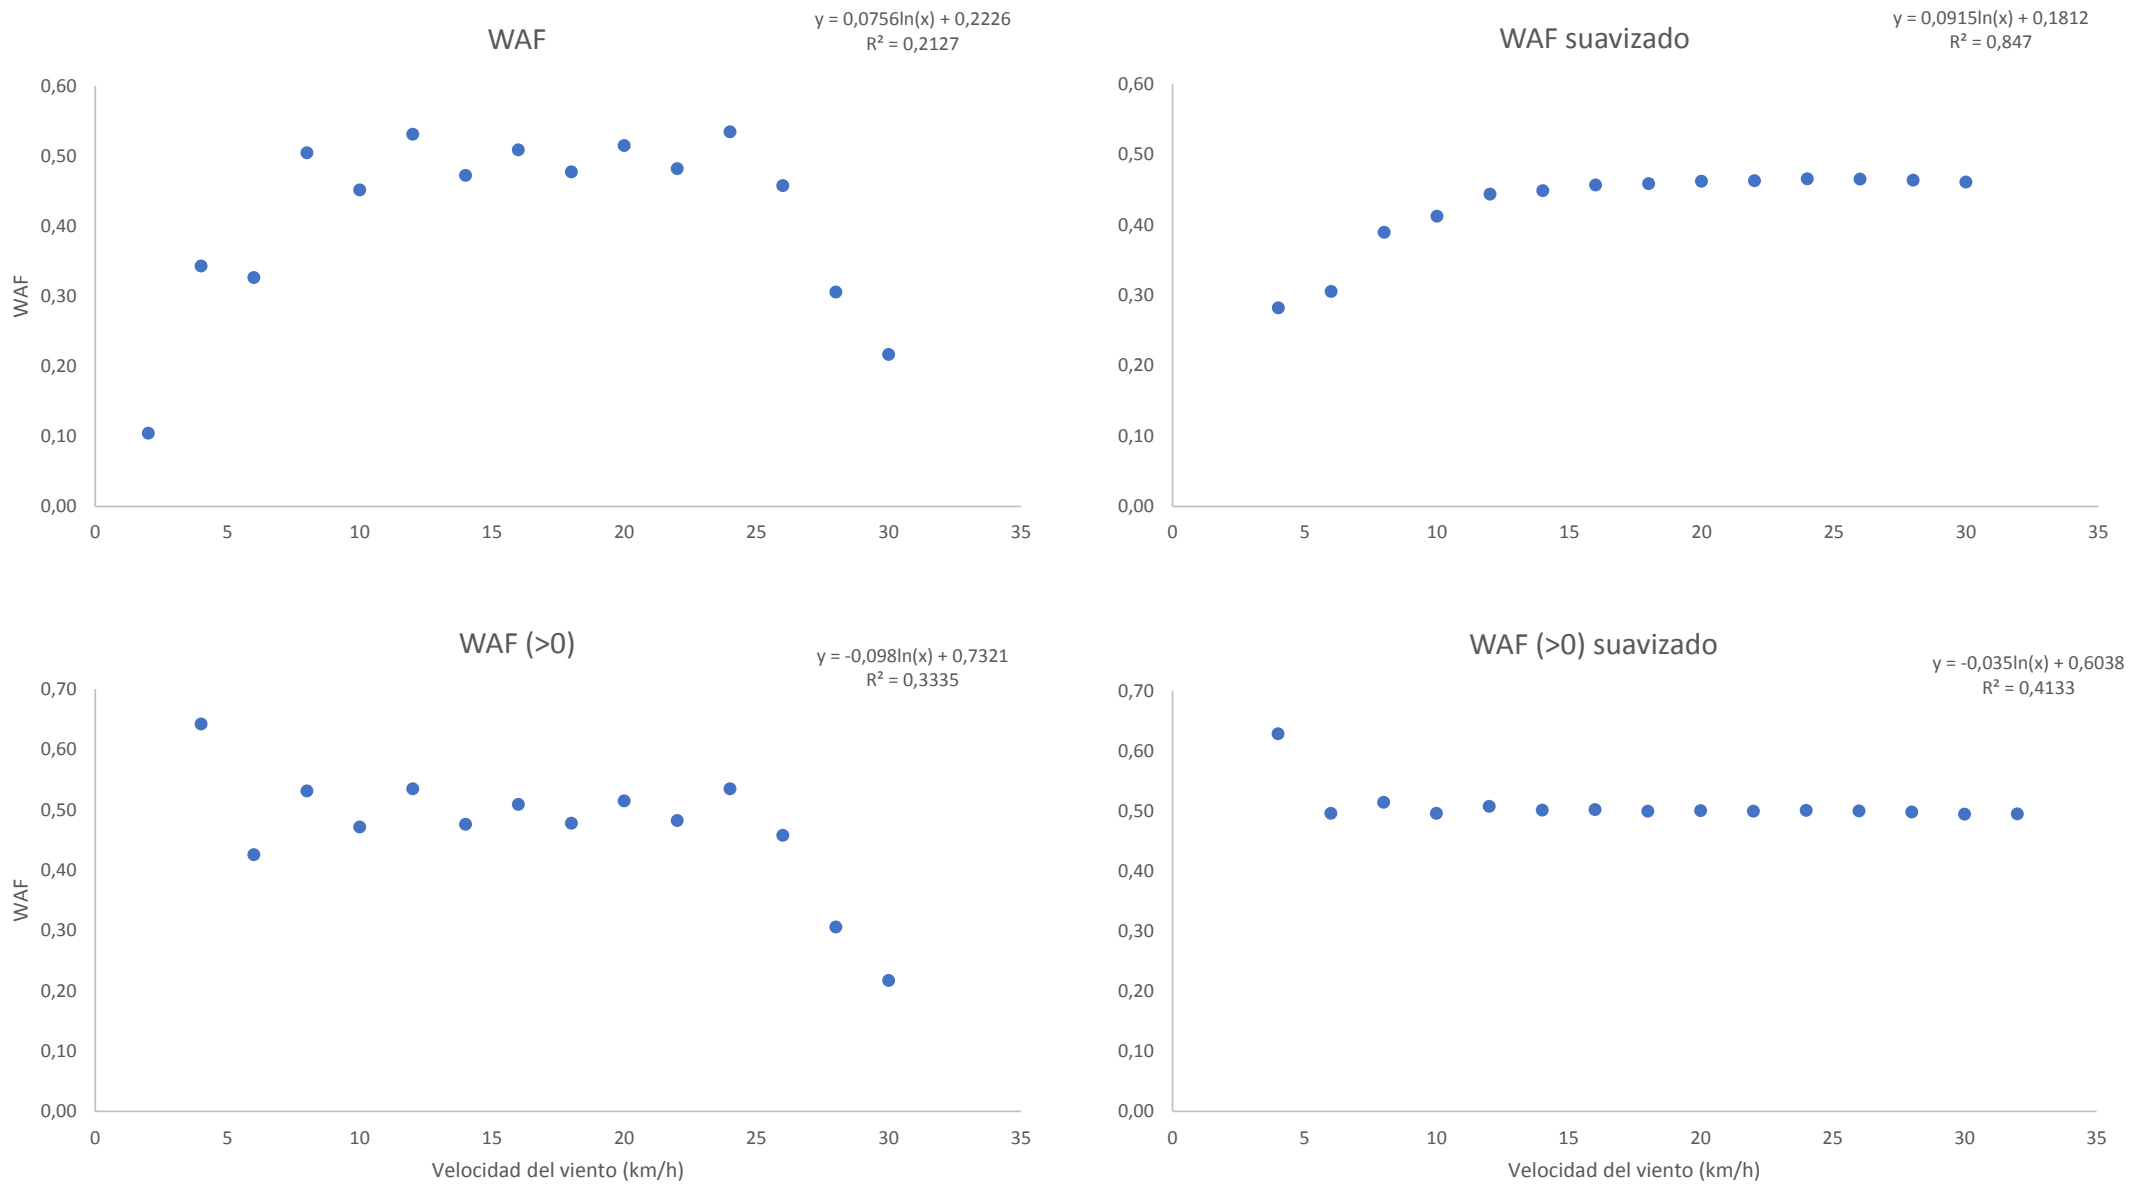 WAF
y = 0,0756ln(x) + 0,2226
R² = 0,2127
0,60
0,50
0,40
0,30
0,20
0,10
0,00
WAF
0 5 10 15 20 25 30 35
WAF suavizado
y = 0,0915ln(x) + 0,1812
R² = 0,847
0,60
0,50
0,40
0,30
0,20
0,10
0,00
0 5 10 15 20 25 30 35
WAF (>0)
y = -0,098ln(x) + 0,7321
R² = 0,3335
0,70
0,60
0,50
0,40
0,30
0,20
0,10
0,00
WAF
0 5 10 15 20 25 30 35
Velocidad del viento (km/h)
WAF (>0) suavizado
y = -0,035ln(x) + 0,6038
R² = 0,4133
0,70
0,60
0,50
0,40
0,30
0,20
0,10
0,00
0 5 10 15 20 25 30 35
Velocidad del viento (km/h)